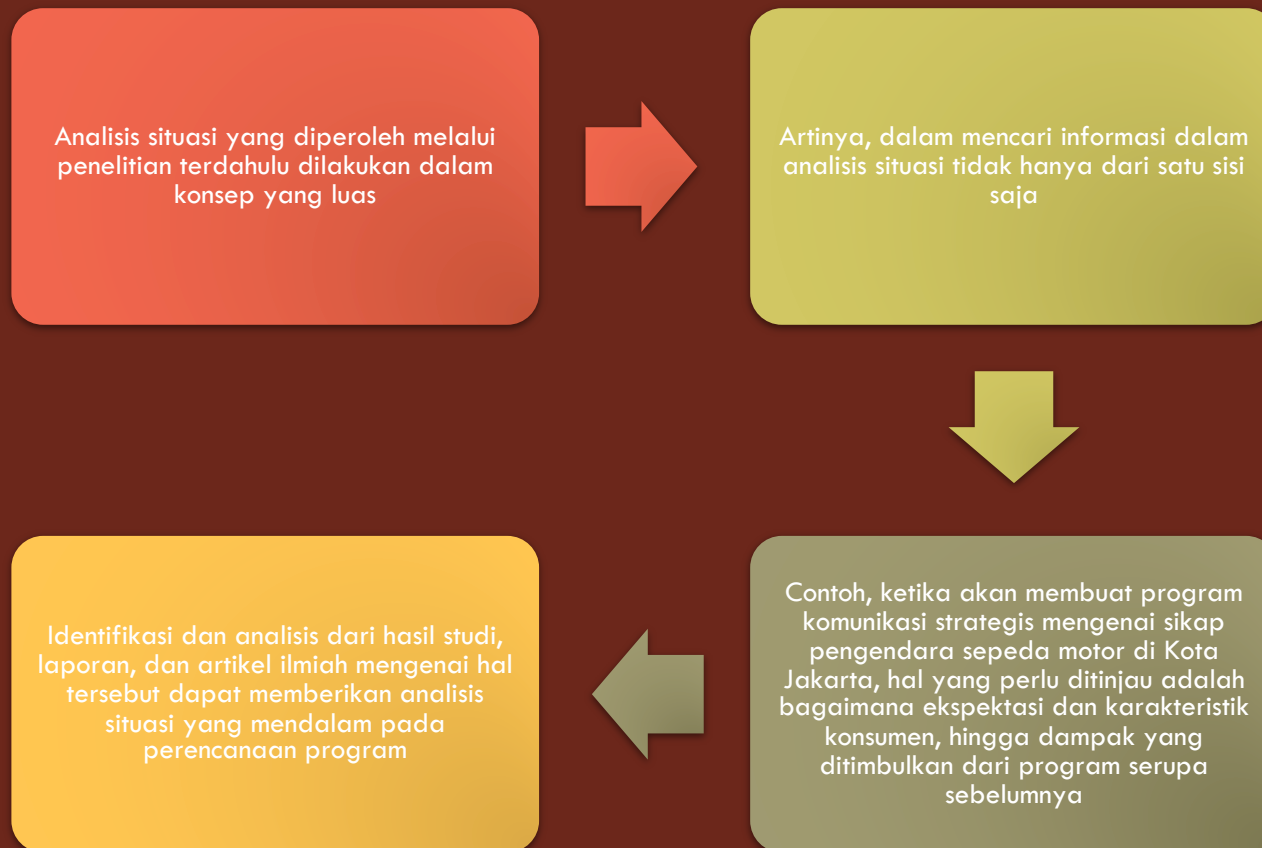 Analisis situasi yang diperoleh melalui
penelitian terdahulu dilakukan dalam
konsep yang luas
Artinya, dalam mencari informasi dalam
analisis situasi tidak hanya dari satu sisi
saja
Contoh, ketika akan membuat program
komunikasi strategis mengenai sikap
pengendara sepeda motor di Kota
Jakarta, hal yang perlu ditinjau adalah
bagaimana ekspektasi dan karakteristik
konsumen, hingga dampak yang
ditimbulkan dari program serupa
sebelumnya
Identifikasi dan analisis dari hasil studi,
laporan, dan artikel ilmiah mengenai hal
tersebut dapat memberikan analisis
situasi yang mendalam pada
perencanaan program